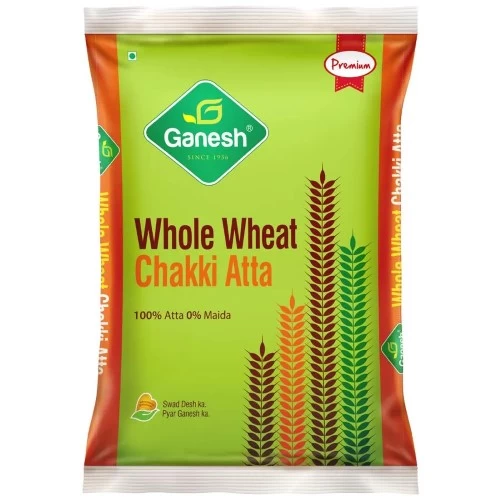 Premium
Ganesh®
SINCE 1936
Whole Wheat
Chakki Atta
100% Atta 0% Maida
Swad Desh ka.
Pyar Ganesh ka.
Whole Wheat Chakki Atta
Whole Wheat Chakki Atta
Ganesh